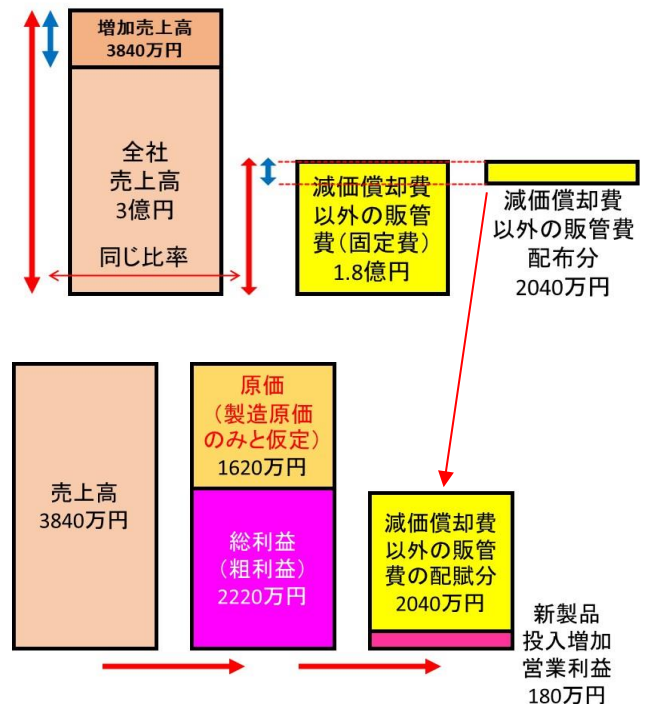 増加売上高
3840万円
全社
売上高
3億円
同じ比率
減価償却費
以外の販管
費(固定費)
1.8億円
減価償却費
以外の販管費
配布分
2040万円
売上高
3840万円
原価
(製造原価
のみと仮定)
1620万円
総利益
(粗利益)
2220万円
減価償却費
以外の販管
費の配賦分
2040万円
新製品
投入増加
営業利益
180万円